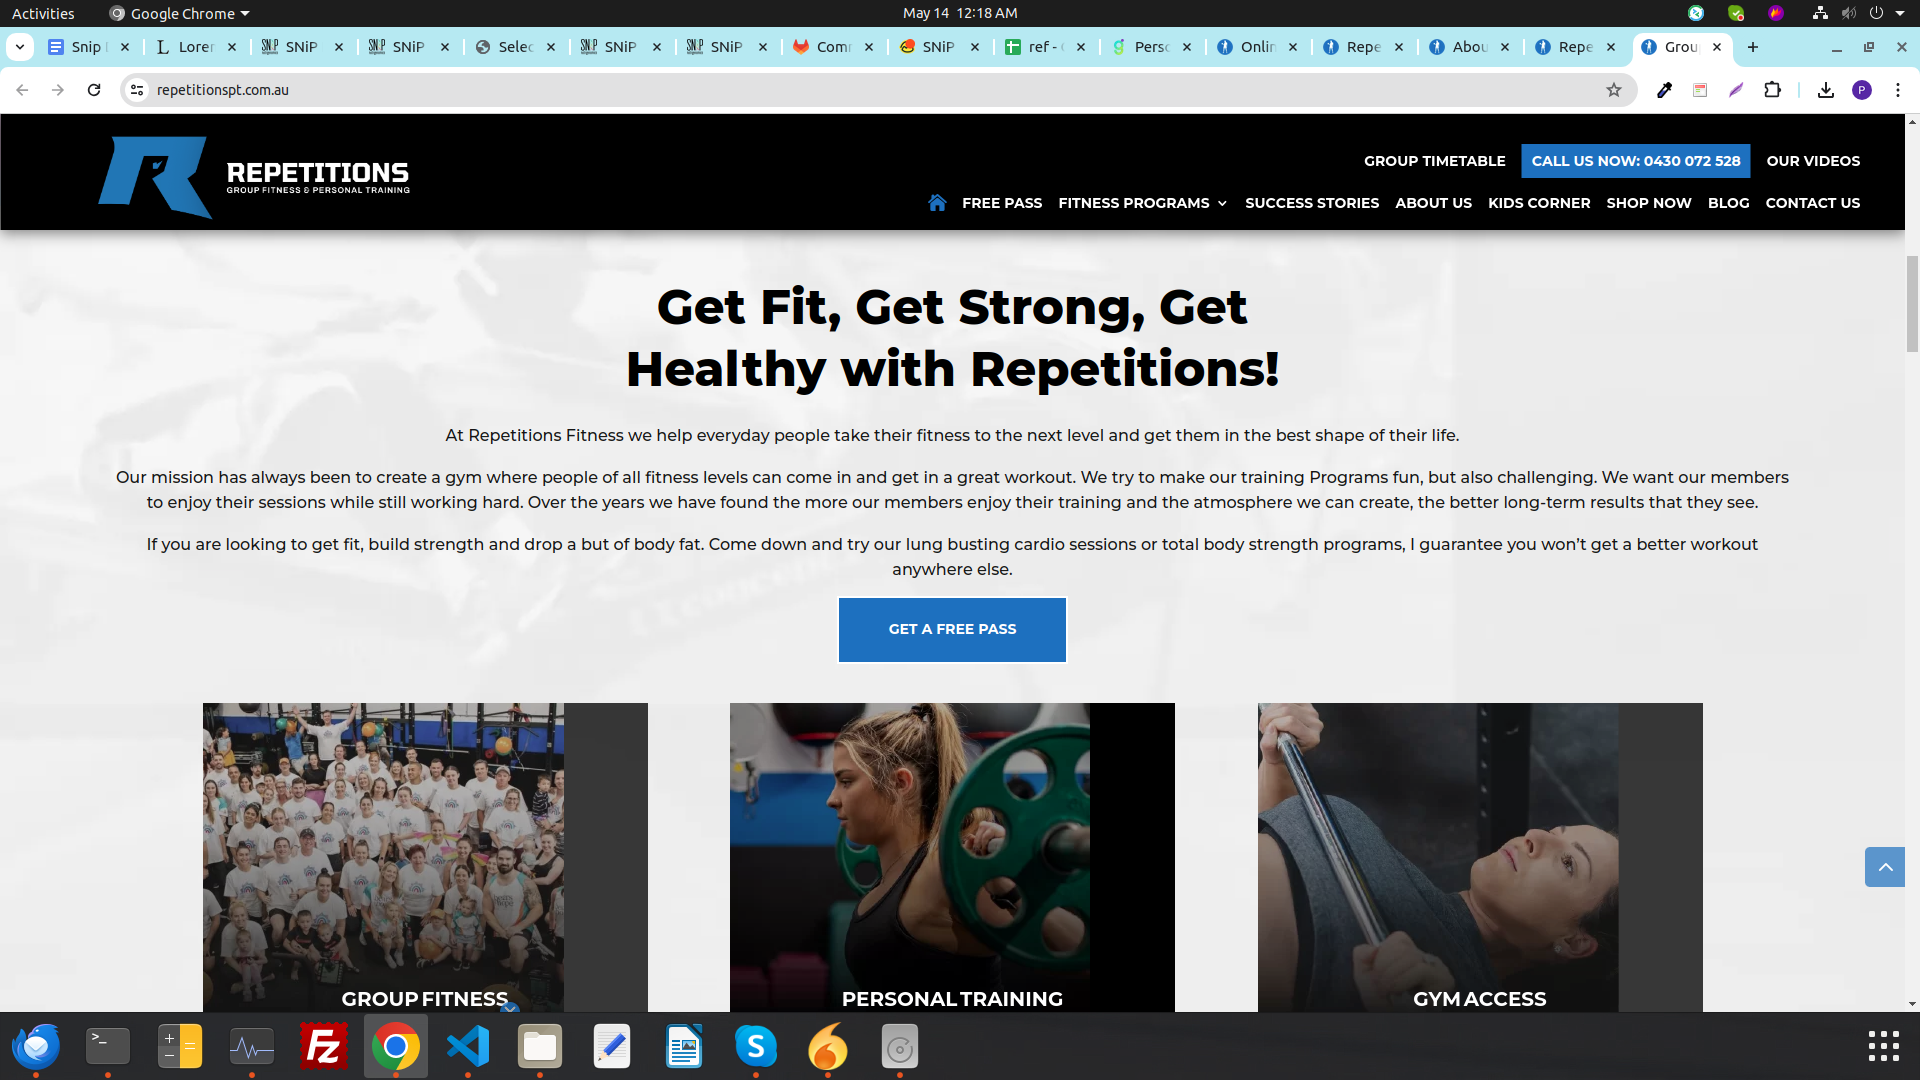 Activities
Google Chrome
May 14 12:18 AM
Snip
Lorer
SNiP
SNiP
Selec
SNiP
SNiP
Comr
SNiP
ref -
Perso
Onlin
Repe
Abou
Repe
Group
repetitionspt.com.au
P
R
REPETITIONS
GROUP FITNESS & PERSONAL TRAINING
GROUP TIMETABLE
CALL US NOW: 0430 072 528
OUR VIDEOS
FREE PASS
FITNESS PROGRAMS
SUCCESS STORIES
ABOUT US
KIDS CORNER
SHOP NOW
BLOG
CONTACT US
Get Fit, Get Strong, Get
Healthy with Repetitions!
At Repetitions Fitness we help everyday people take their fitness to the next level and get them in the best shape of their life.
Our mission has always been to create a gym where people of all fitness levels can come in and get in a great workout. We try to make our training Programs fun, but also challenging. We want our members
to enjoy their sessions while still working hard. Over the years we have found the more our members enjoy their training and the atmosphere we can create, the better long-term results that they see.
If you are looking to get fit, build strength and drop a but of body fat. Come down and try our lung busting cardio sessions or total body strength programs, I guarantee you won't get a better workout
anywhere else.
GET A FREE PASS
GROUP FITNESS
PERSONAL TRAINING
GYM ACCESS